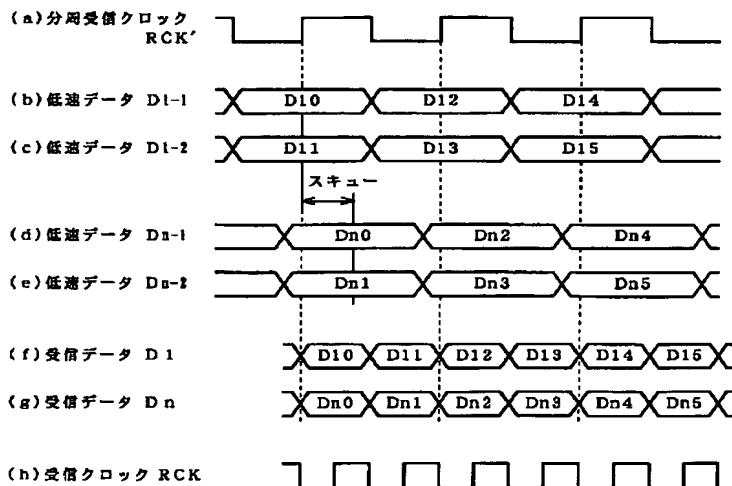 (a)分周受信クロック
RCK′
(b)低速データ D1-1
D10 D12 D14
(c)低速データ D1-2
D11 D13 D15
スキュー
(d)低速データ Dn-1
Dn0 Dn2 Dn4
(e)低速データ Dn-2
Dn1 Dn3 Dn5
(f)受信データ D1
D10 D11 D12 D13 D14 D15
(g)受信データ Dn
Dn0 Dn1 Dn2 Dn3 Dn4 Dn5
(h)受信クロック RCK